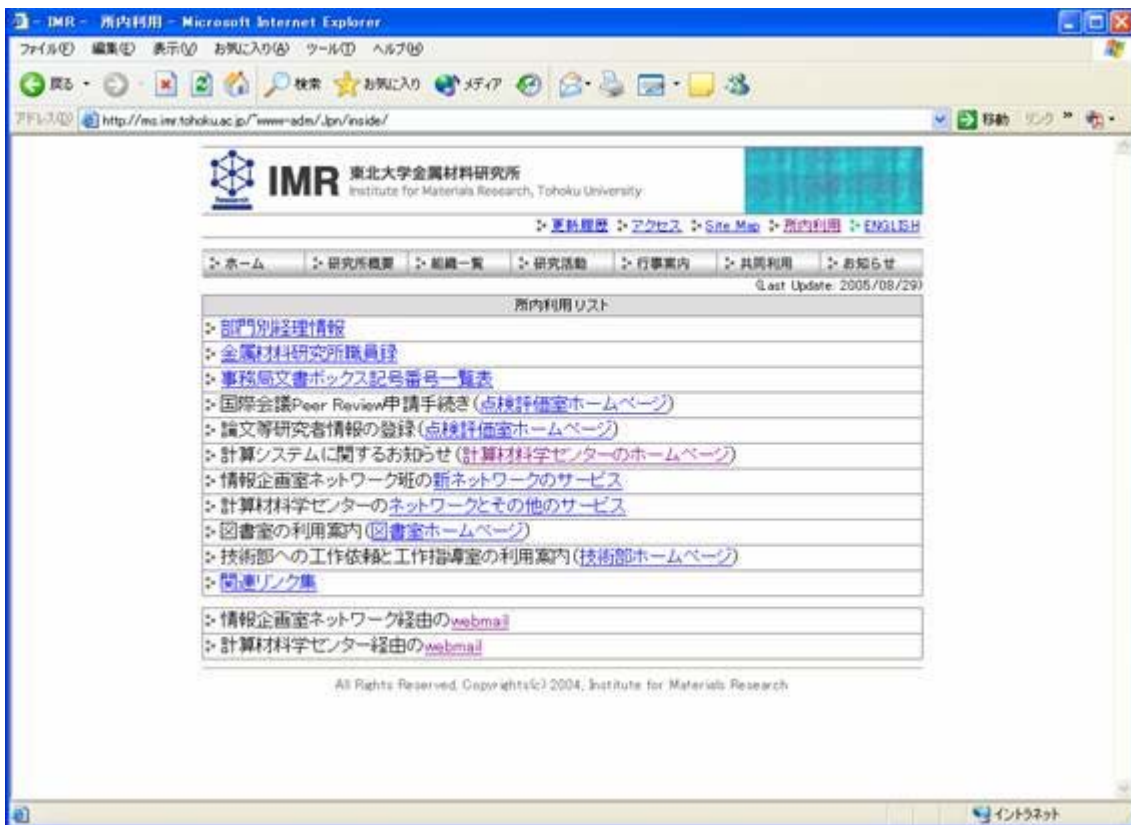 - IMR - 所内利用 - Microsoft Internet Explorer
ファイル(F) 編集(E) 表示(V) お気に入り(A) ツール(T) ヘルプ(H)
戻る 検索 お気に入り メディア
アドレス(D) http://ms.imr.tohoku.ac.jp/~www-adm/Jpn/inside/ 移動 リンク »
IMR 東北大学金属材料研究所
Institute for Materials Research, Tohoku University
更新履歴 アクセス Site Map 所内利用 ENGLISH
ホーム 研究所概要 組織一覧 研究活動 行事案内 共同利用 お知らせ
(Last Update: 2005/08/29)
所内利用リスト
部門別経理情報
金属材料研究所職員録
事務局文書ボックス記号番号一覧表
国際会議Peer Review申請手続き(点検評価室ホームページ)
論文等研究者情報の登録(点検評価室ホームページ)
計算システムに関するお知らせ(計算材料学センターのホームページ)
情報企画室ネットワーク班の新ネットワークのサービス
計算材料学センターのネットワークとその他のサービス
図書室の利用案内(図書室ホームページ)
技術部への工作依頼と工作指導室の利用案内(技術部ホームページ)
関連リンク集
情報企画室ネットワーク経由のwebmail
計算材料学センター経由のwebmail
All Rights Reserved, Copyrights(c) 2004, Institute for Materials Research
イントラネット